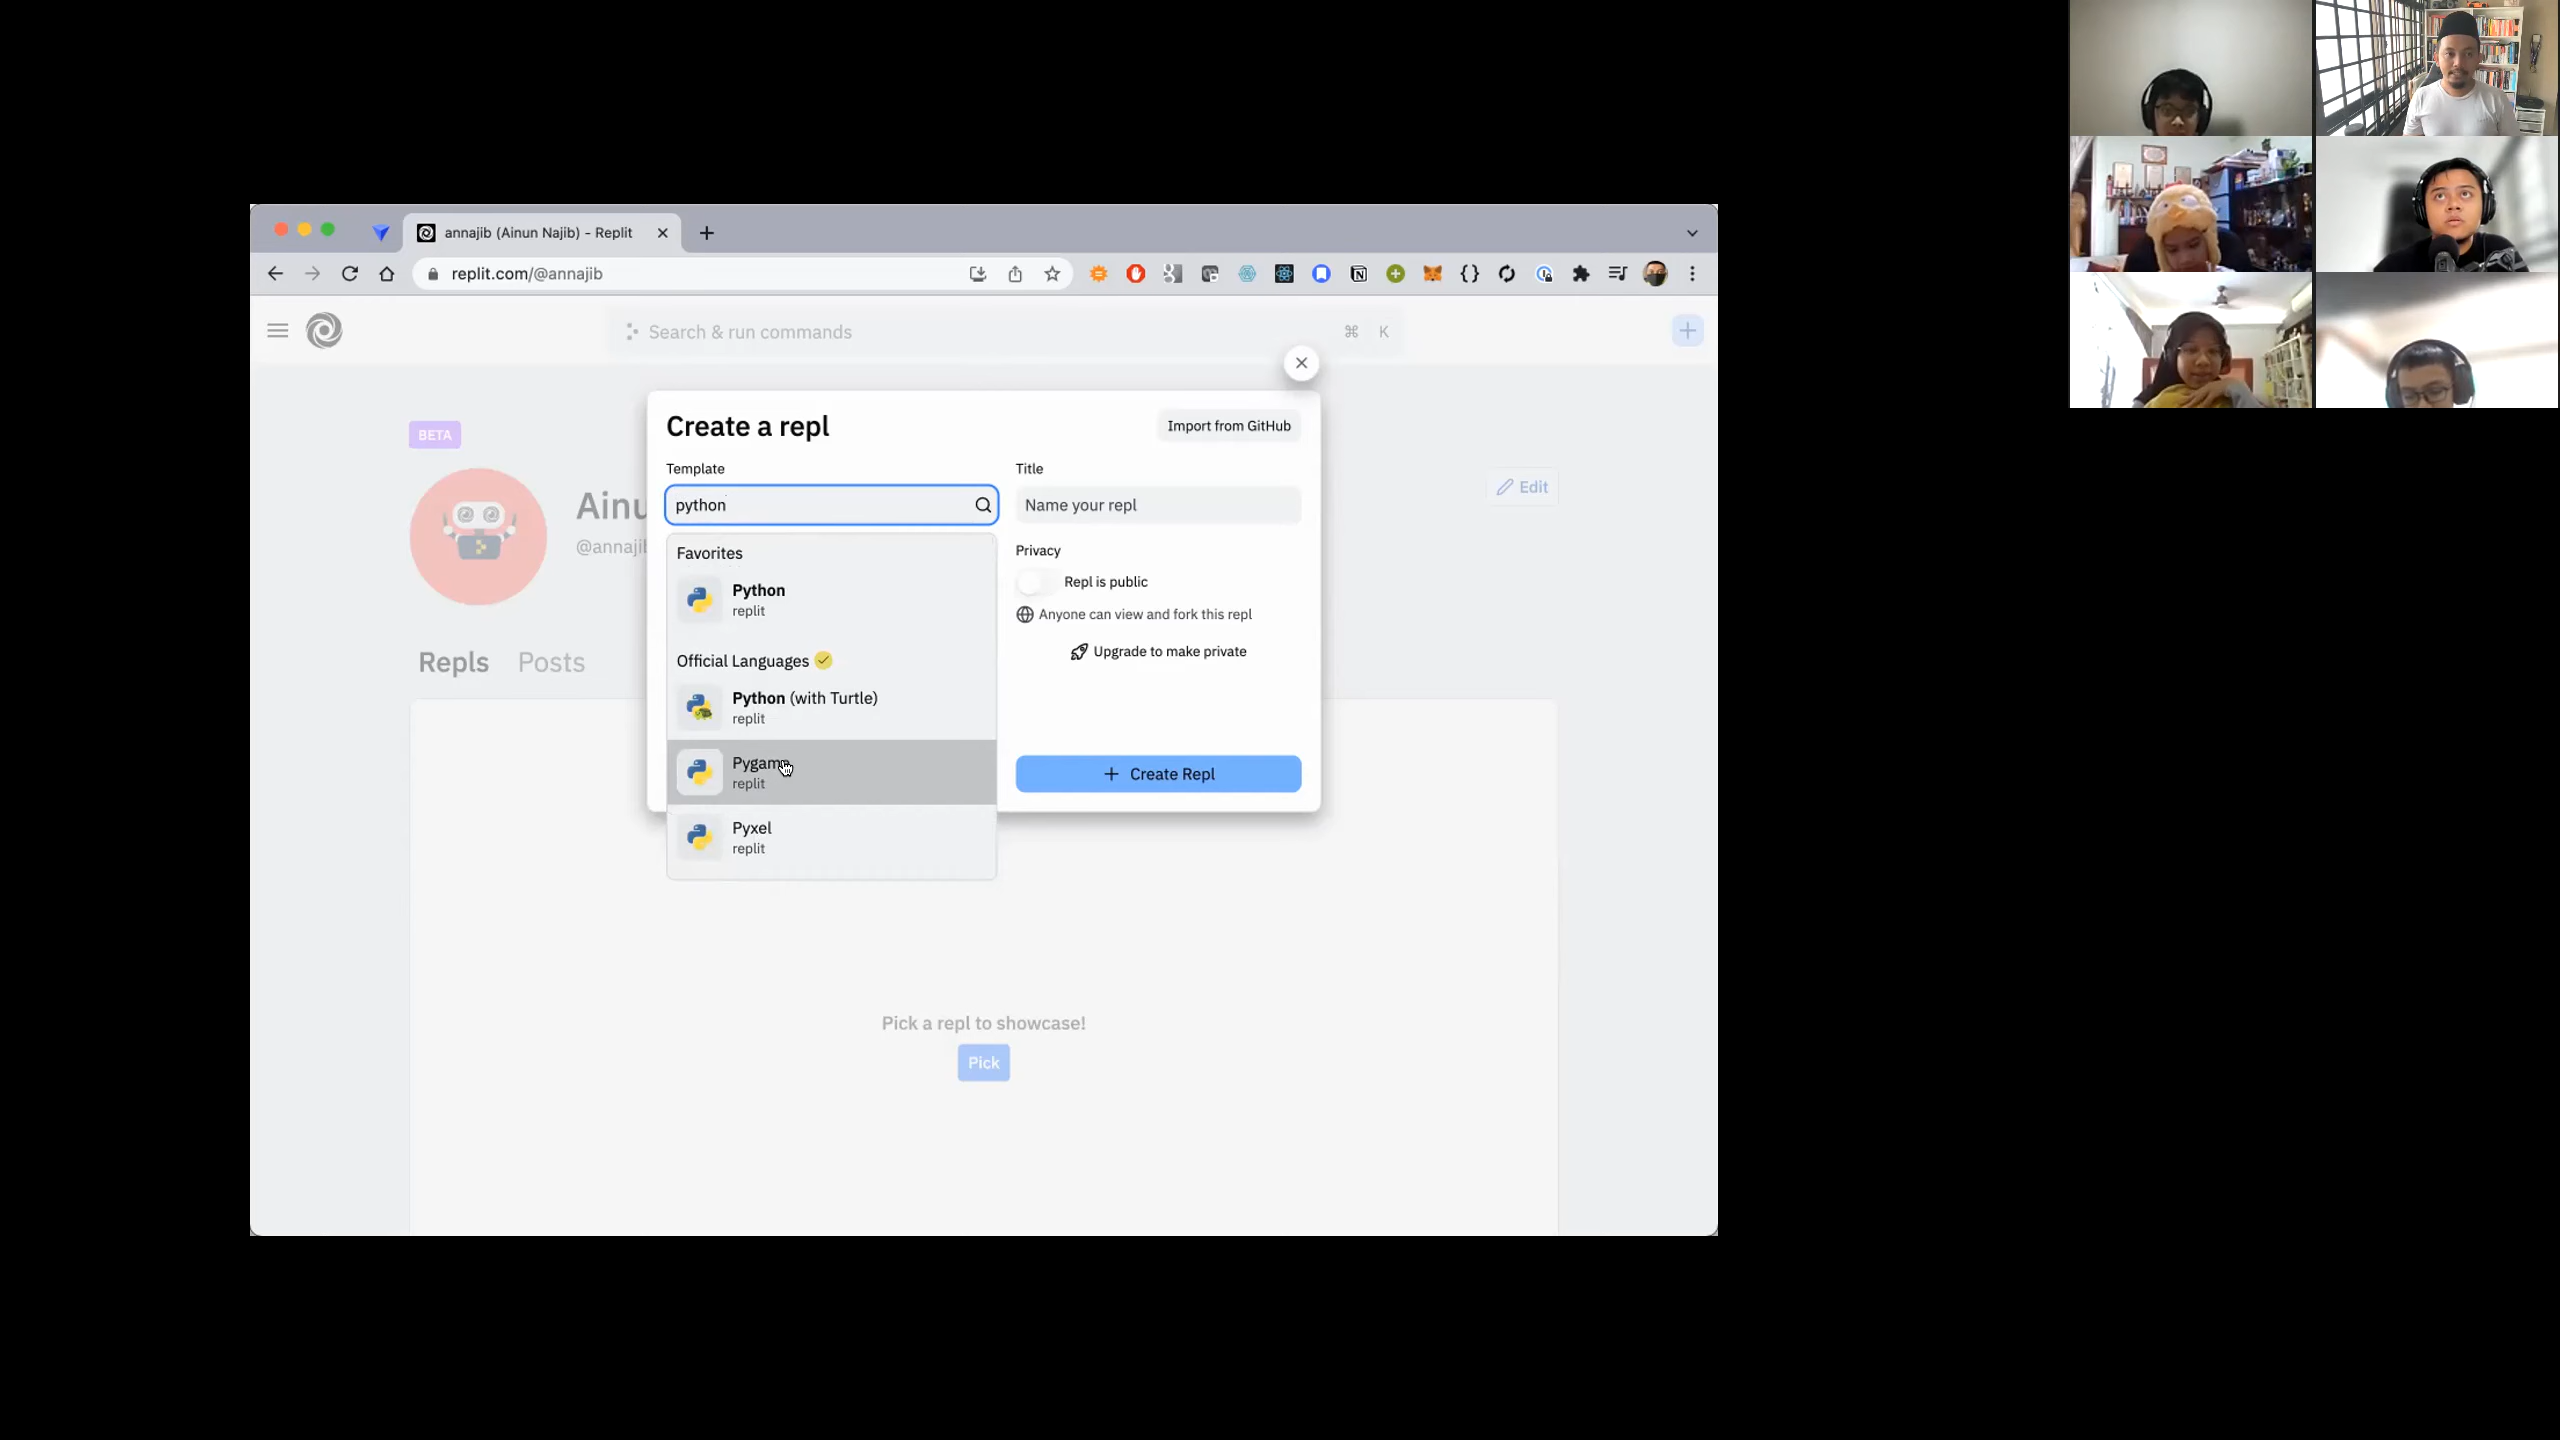 annajib (Ainun Najib) - Replit
replit.com/@annajib
Search & run commands
⌘ K
BETA
Ainu
@annajib
Edit
Repls Posts
Create a repl
Import from GitHub
Template
python
Favorites
Python
replit
Official Languages
Python (with Turtle)
replit
Pygame
replit
Pyxel
replit
Title
Name your repl
Privacy
Repl is public
Anyone can view and fork this repl
Upgrade to make private
+ Create Repl
Pick a repl to showcase!
Pick